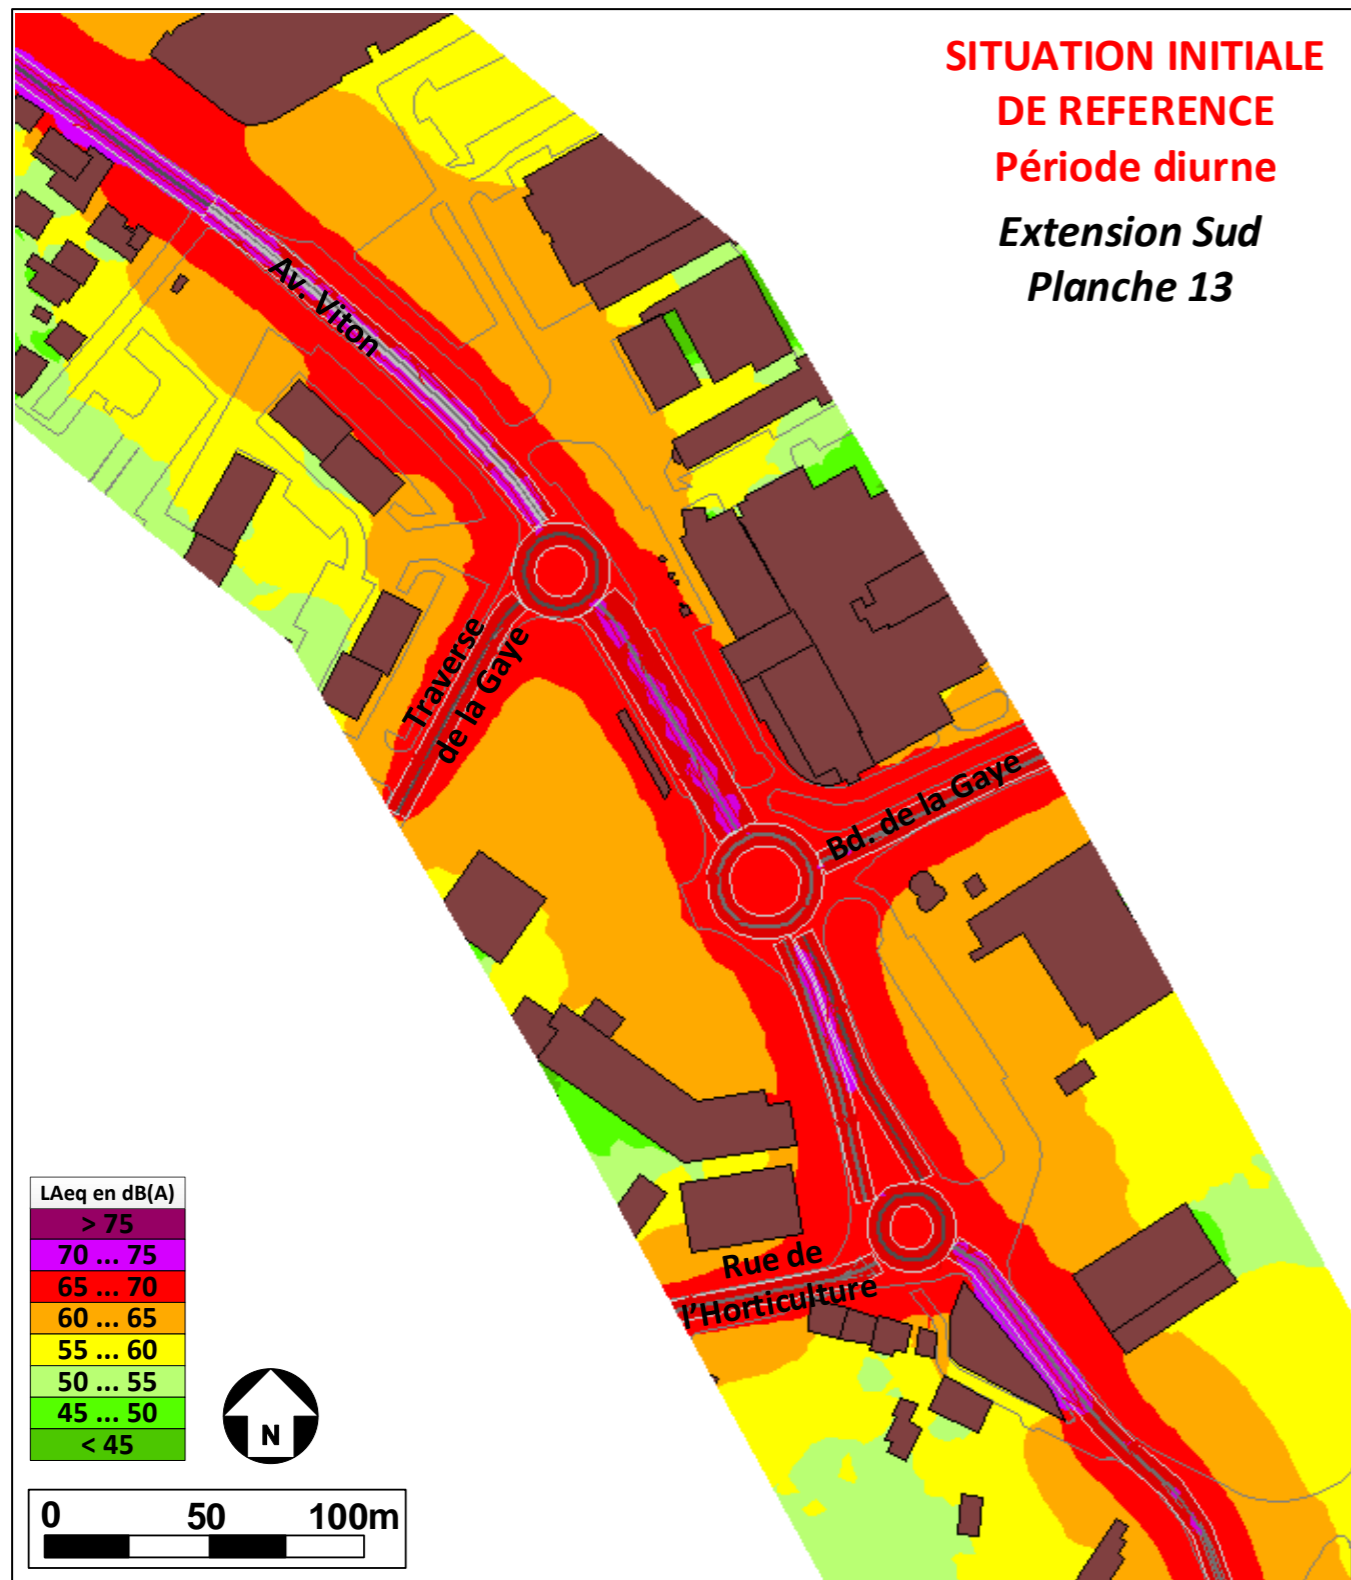 SITUATION INITIALE
DE REFERENCE
Période diurne
Extension Sud
Planche 13
Av. Viton
Traverse
de la Gaye
Bd. de la Gaye
Rue de
l'Horticulture
LAeq en dB(A)
> 75
70 ... 75
65 ... 70
60 ... 65
55 ... 60
50 ... 55
45 ... 50
< 45
N
0 50 100m